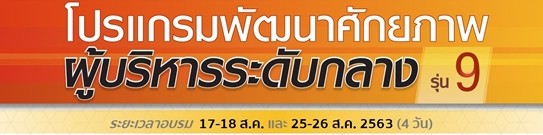 โปรแกรมพัฒนาศักยภาพ
ผู้บริหารระดับกลาง รุ่น 9
ระยะเวลาอบรม 17-18 ส.ค. และ 25-26 ส.ค. 2563 (4 วัน)